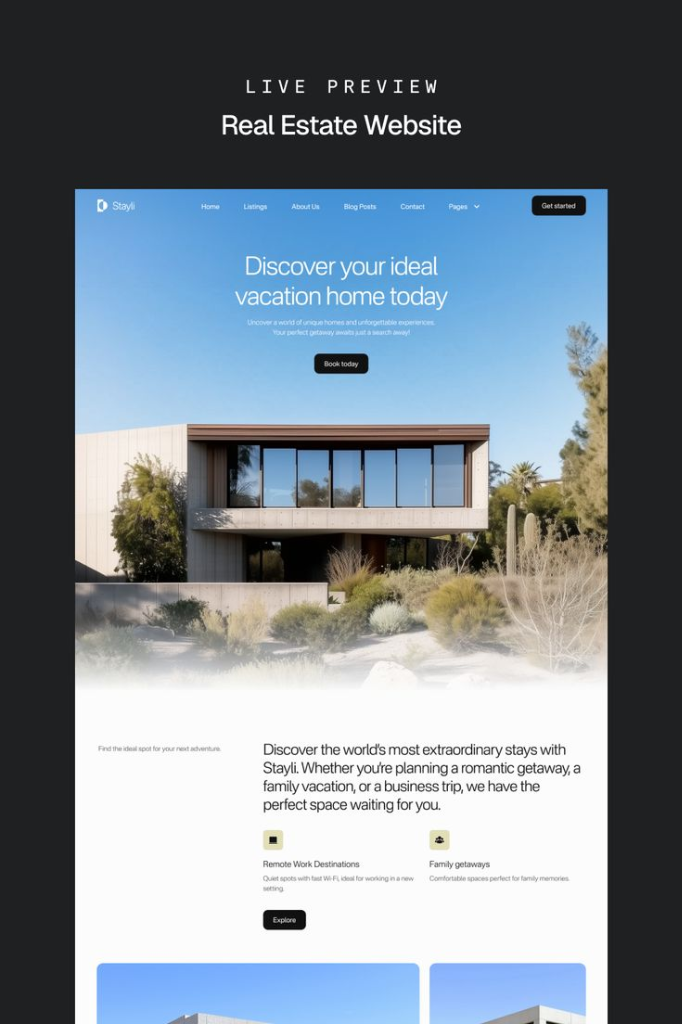 LIVE PREVIEW
Real Estate Website
Stayli
Home
Listings
About Us
Blog Posts
Contact
Pages
Get started
Discover your ideal
vacation home today
Uncover a world of unique homes and unforgettable experiences.
Your perfect getaway awaits just a search away!
Book today
Find the ideal spot for your next adventure.
Discover the world's most extraordinary stays with
Stayli. Whether you're planning a romantic getaway, a
family vacation, or a business trip, we have the
perfect space waiting for you.
Remote Work Destinations
Quiet spots with fast Wi-Fi, ideal for working in a new
setting.
Family getaways
Comfortable spaces perfect for family memories.
Explore